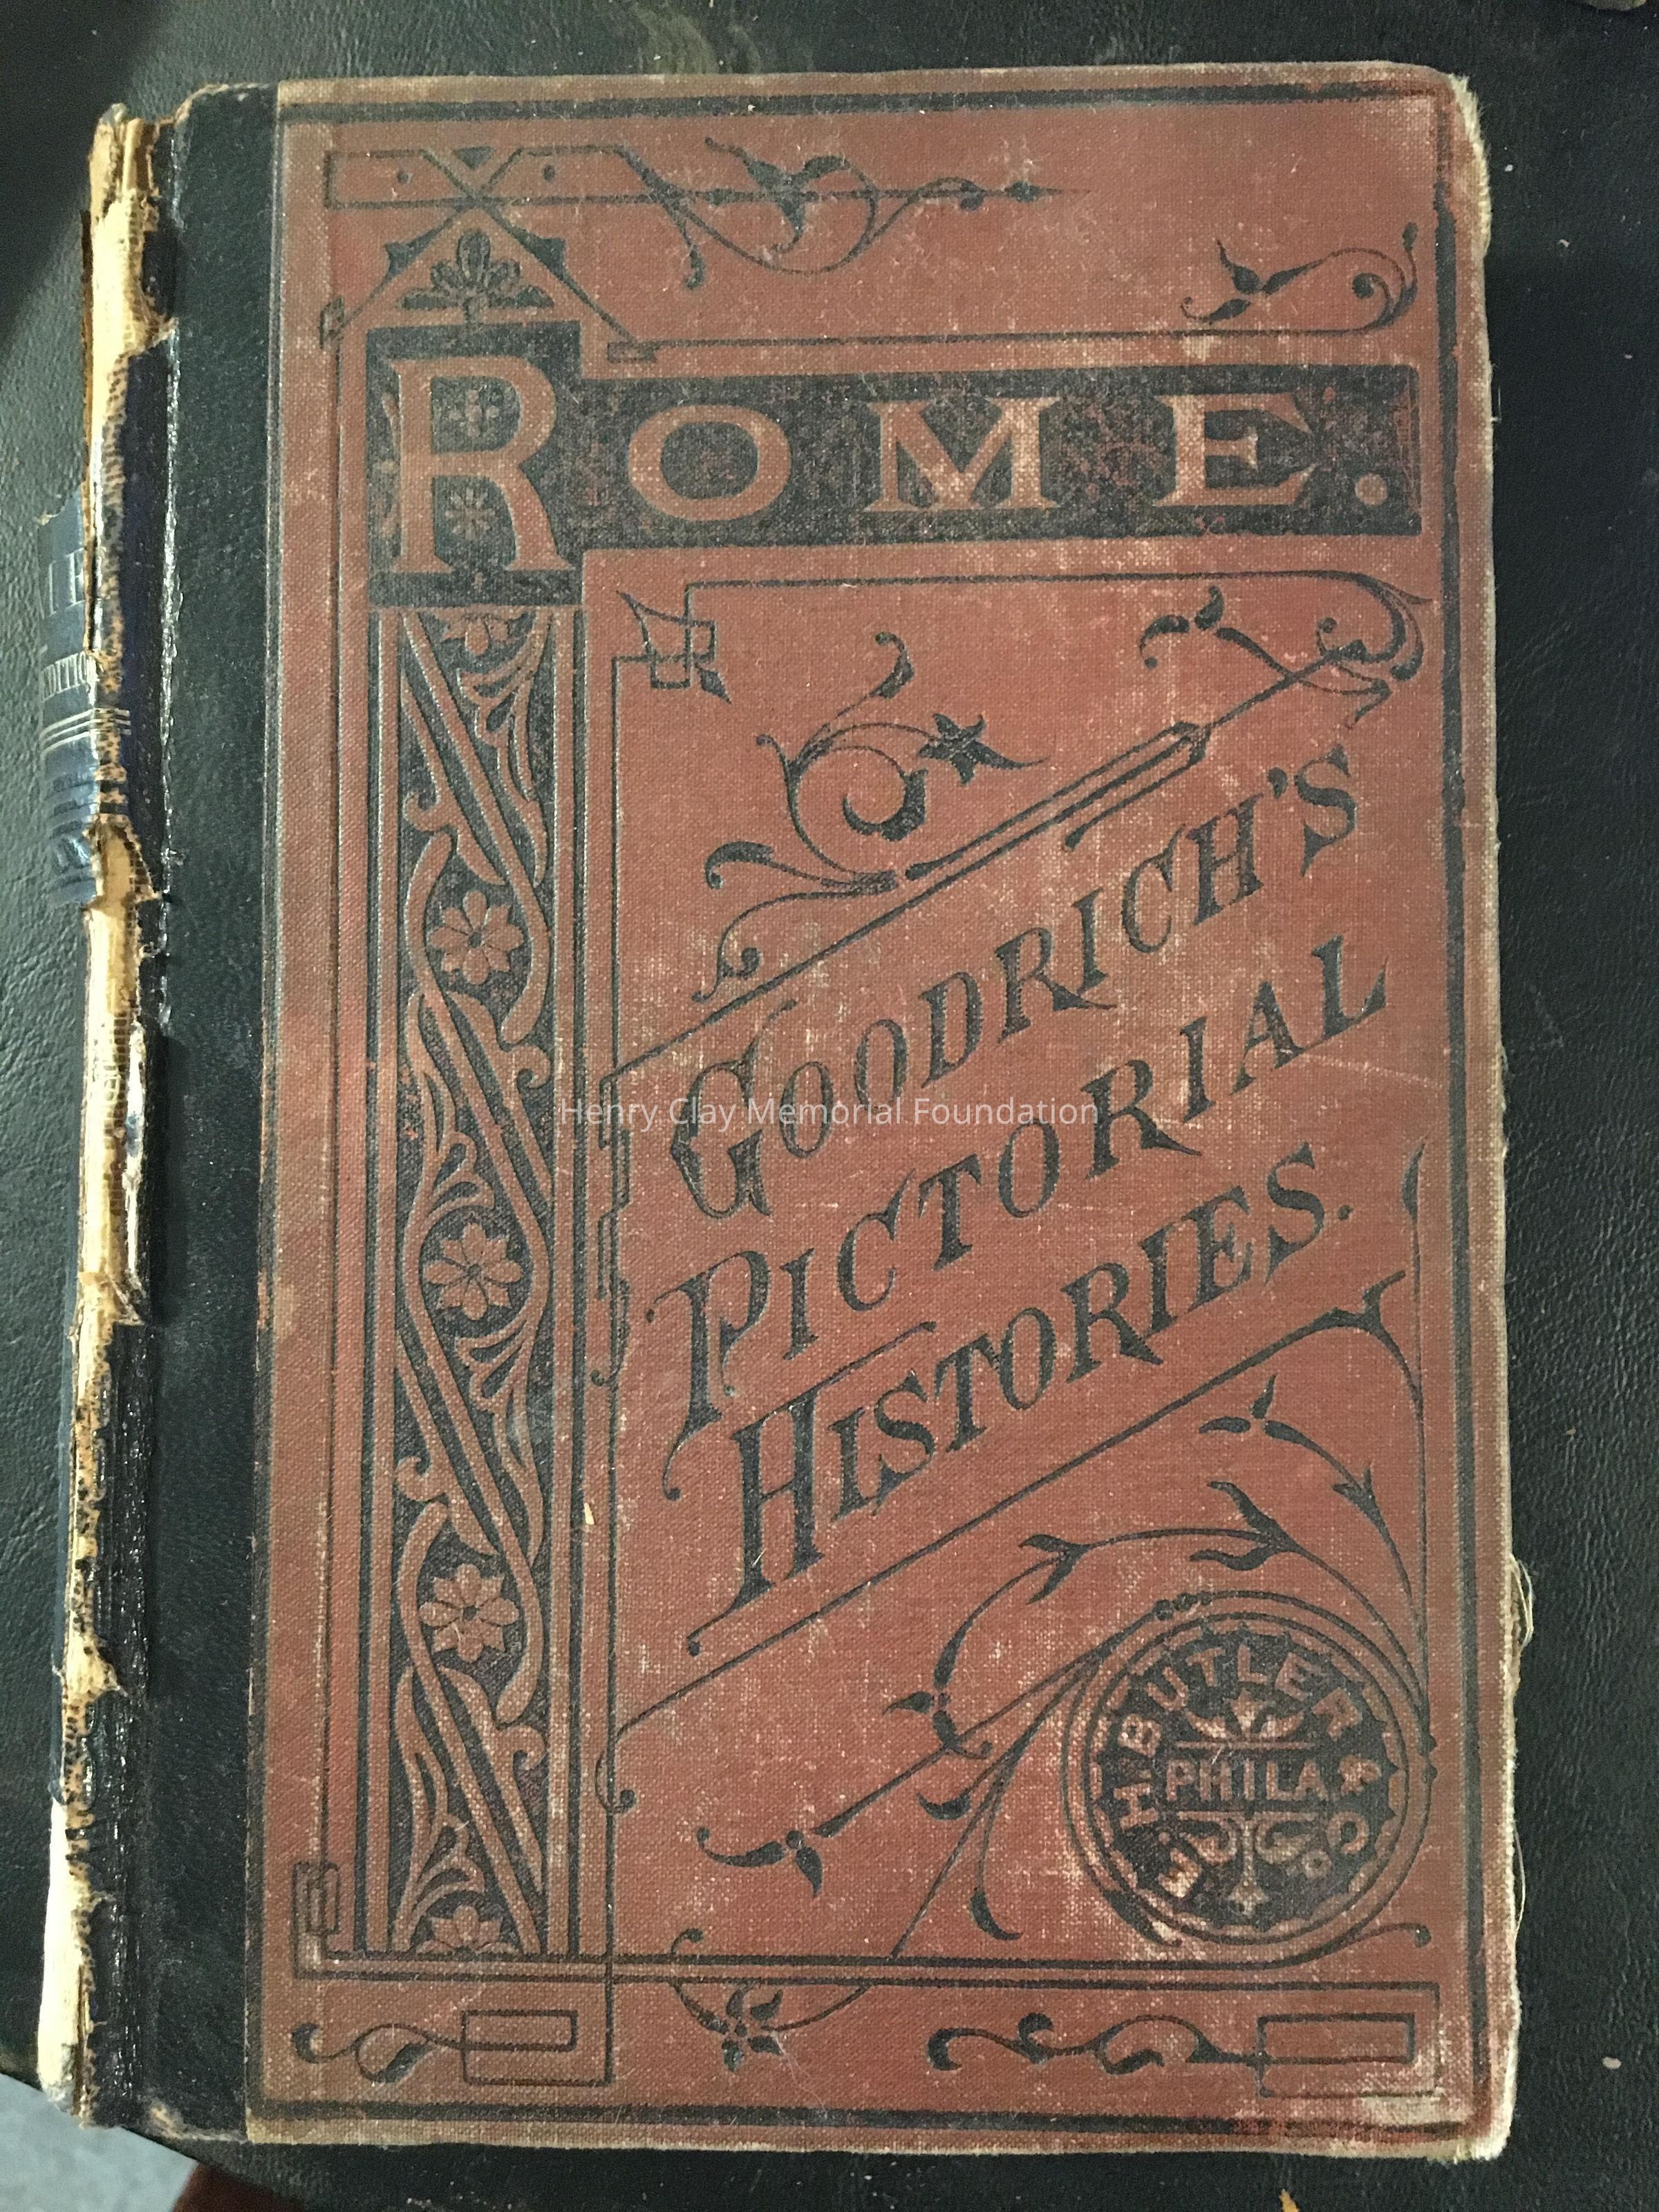 ROME.
GOODRICH'S
PICTORIAL
HISTORIES.
Henry Clay Memorial Foundation
E. H. BUTLER & CO.
PHILA